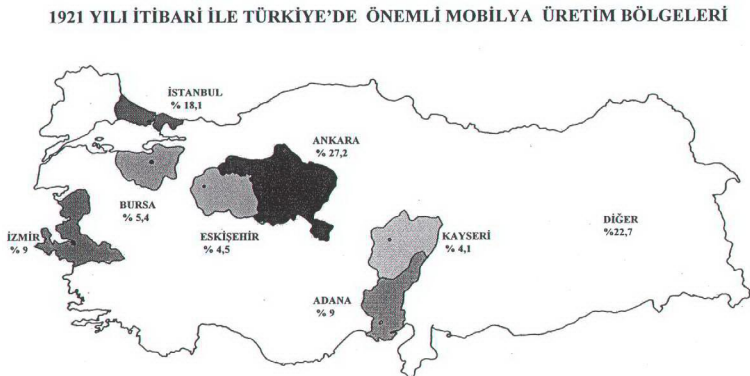 1921 YILI İTİBARİ İLE TÜRKİYE'DE ÖNEMLİ MOBİLYA ÜRETİM BÖLGELERİ
İSTANBUL
% 18,1
ANKARA
% 27,2
BURSA
% 5,4
ESKİŞEHİR
% 4,5
İZMİR
% 9
KAYSERİ
% 4,1
DİĞER
%22,7
ADANA
% 9